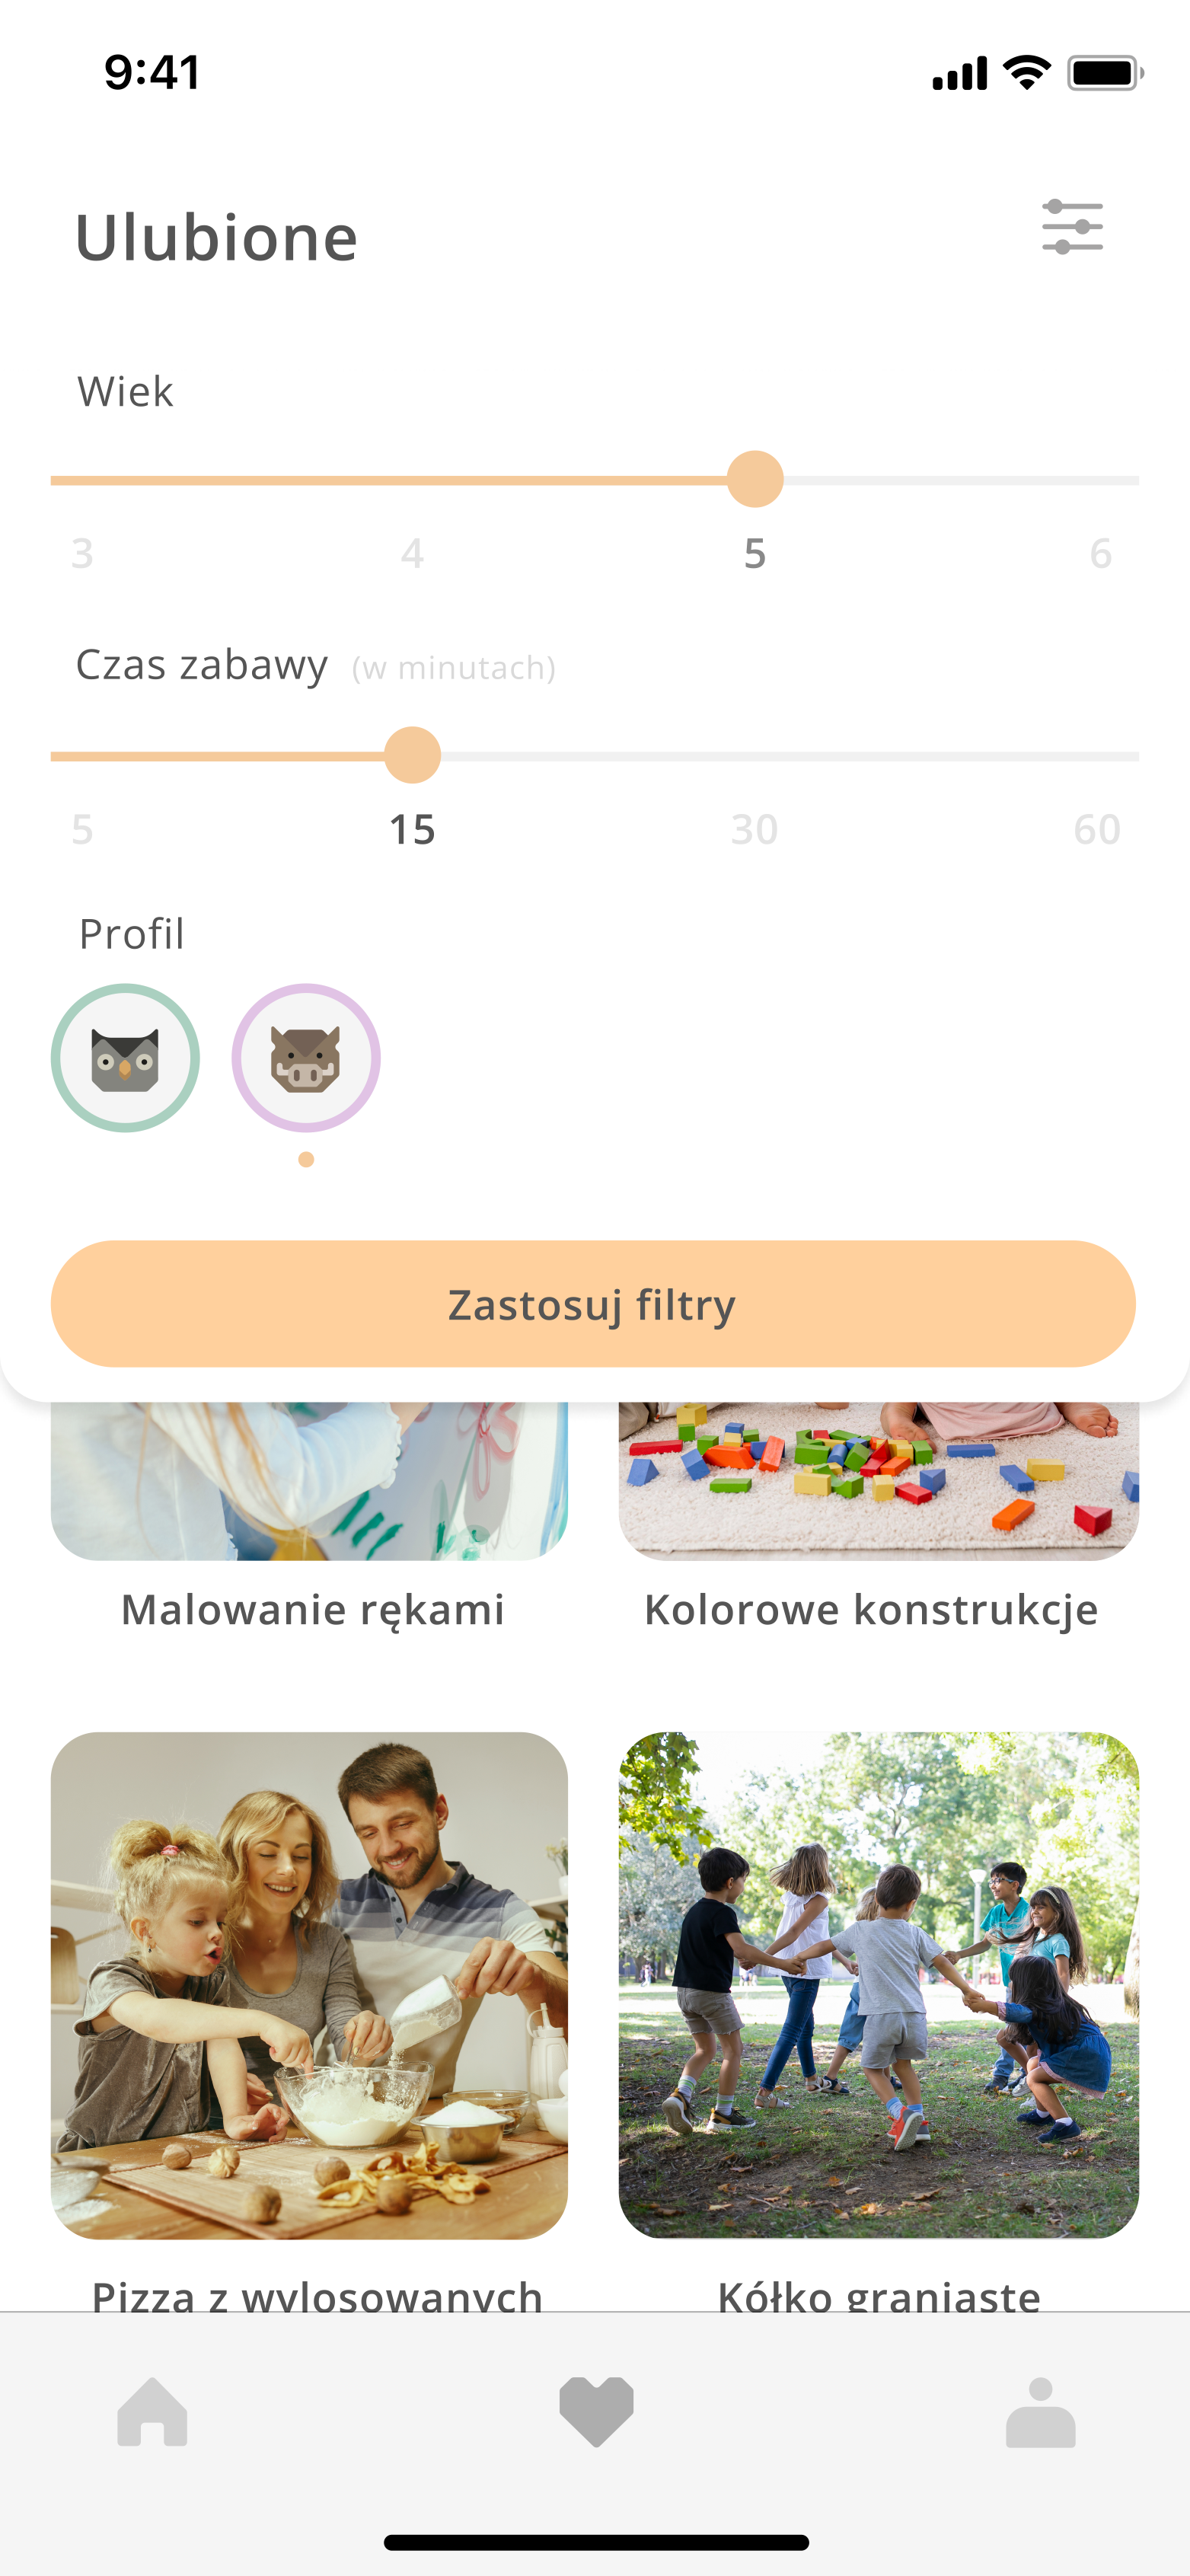 9:41
Ulubione
Wiek
3 4 5 6
Czas zabawy (w minutach)
5 15 30 60
Profil
Zastosuj filtry
Malowanie rękami Kolorowe konstrukcje
Pizza z wylosowanych Kółko graniaste